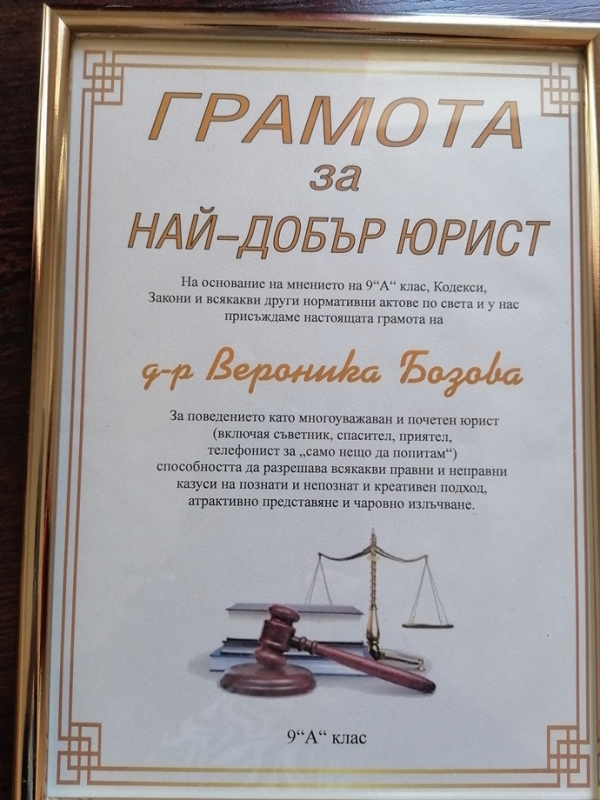 ГРАМОТА
за
НАЙ-ДОБЪР ЮРИСТ
На основание на мнението на 9“А“ клас, Кодекси,
Закони и всякакви други нормативни актове по света и у нас
присъждаме настоящата грамота на
д-р Вероника Бозова
За поведението като многоуважаван и почетен юрист
(включая съветник, спасител, приятел,
телефонист за „само нещо да попитам“)
способността да разрешава всякакви правни и неправни
казуси на познати и непознат и креативен подход,
атрактивно представяне и чаровно излъчване.
9“А“ клас